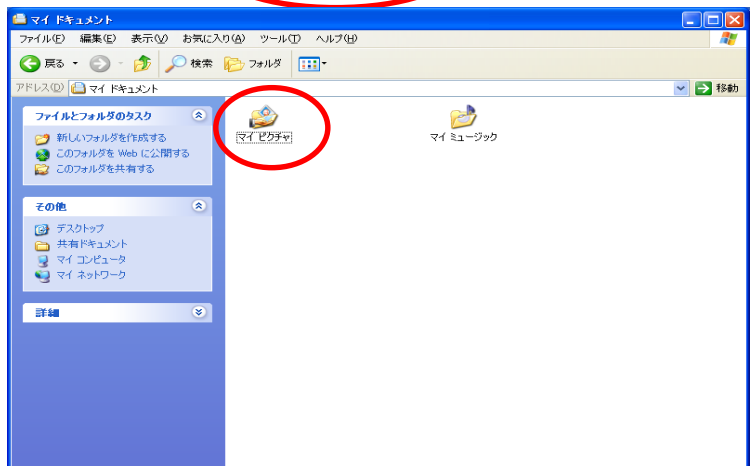 マイ ドキュメント
ファイル(F) 編集(E) 表示(V) お気に入り(A) ツール(T) ヘルプ(H)
戻る 検索 フォルダ
アドレス(D) マイ ドキュメント 移動
ファイルとフォルダのタスク
新しいフォルダを作成する
このフォルダを Web に公開する
このフォルダを共有する
マイ ピクチャ
マイ ミュージック
その他
デスクトップ
共有ドキュメント
マイ コンピュータ
マイ ネットワーク
詳細